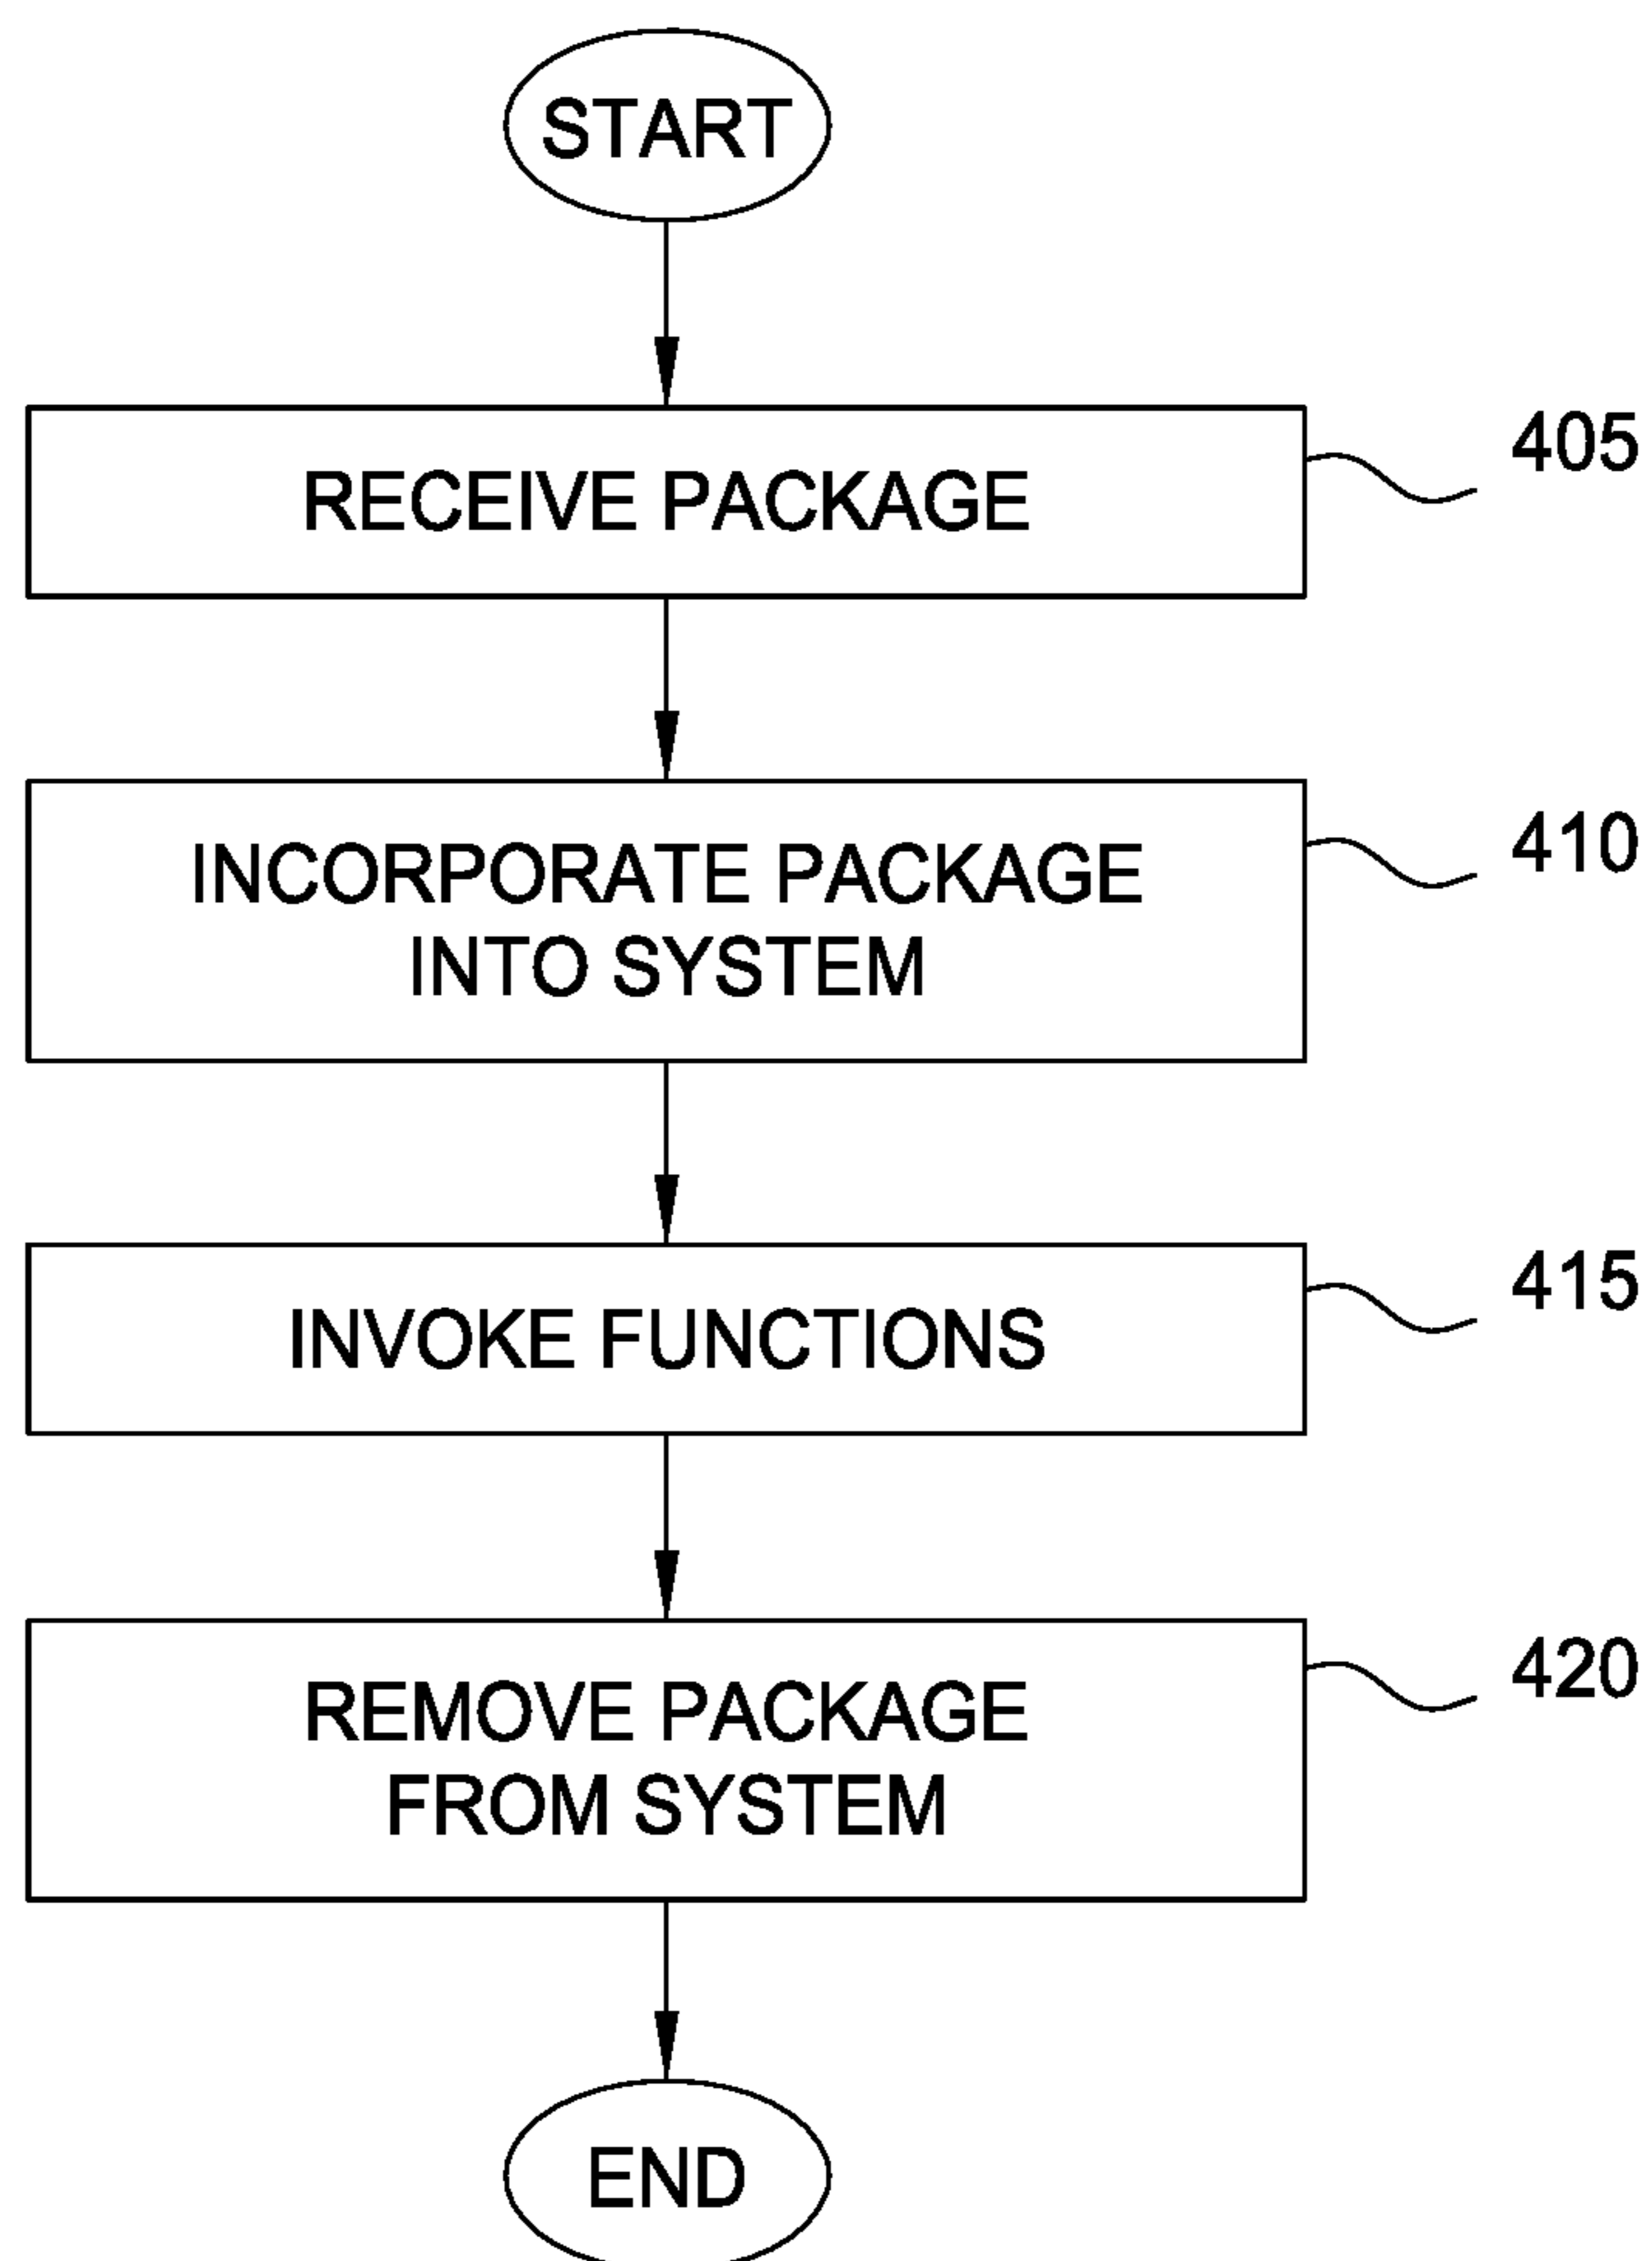 START
RECEIVE PACKAGE
405
INCORPORATE PACKAGE
INTO SYSTEM
410
INVOKE FUNCTIONS
415
REMOVE PACKAGE
FROM SYSTEM
420
END